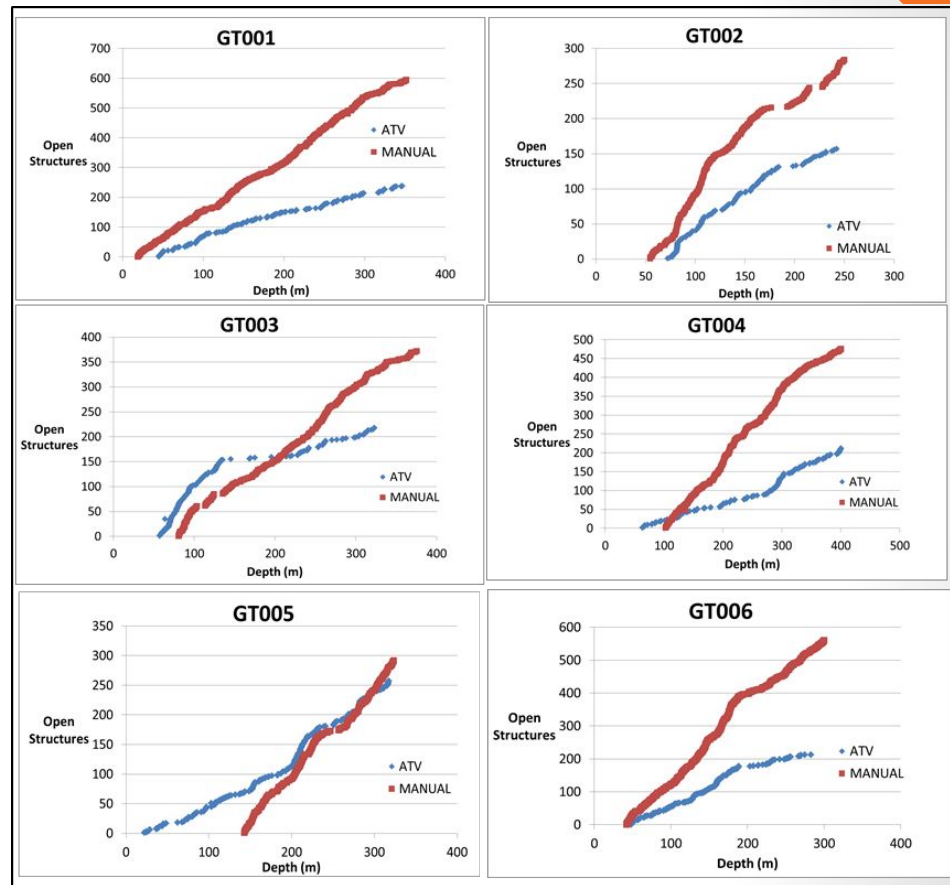 GT001
700
600
500
400
300
200
100
0
0 100 200 300 400
Open
Structures
Depth (m)
ATV
MANUAL
GT002
300
250
200
150
100
50
0
0 50 100 150 200 250 300
Open
Structures
Depth (m)
ATV
MANUAL
GT003
400
350
300
250
200
150
100
50
0
0 100 200 300 400
Open
Structures
Depth (m)
ATV
MANUAL
GT004
500
450
400
350
300
250
200
150
100
50
0
0 100 200 300 400 500
Open
Structures
Depth (m)
ATV
MANUAL
GT005
350
300
250
200
150
100
50
0
0 100 200 300 400
Open
Structures
Depth (m)
ATV
MANUAL
GT006
600
500
400
300
200
100
0
0 100 200 300 400
Open
Structures
Depth (m)
ATV
MANUAL